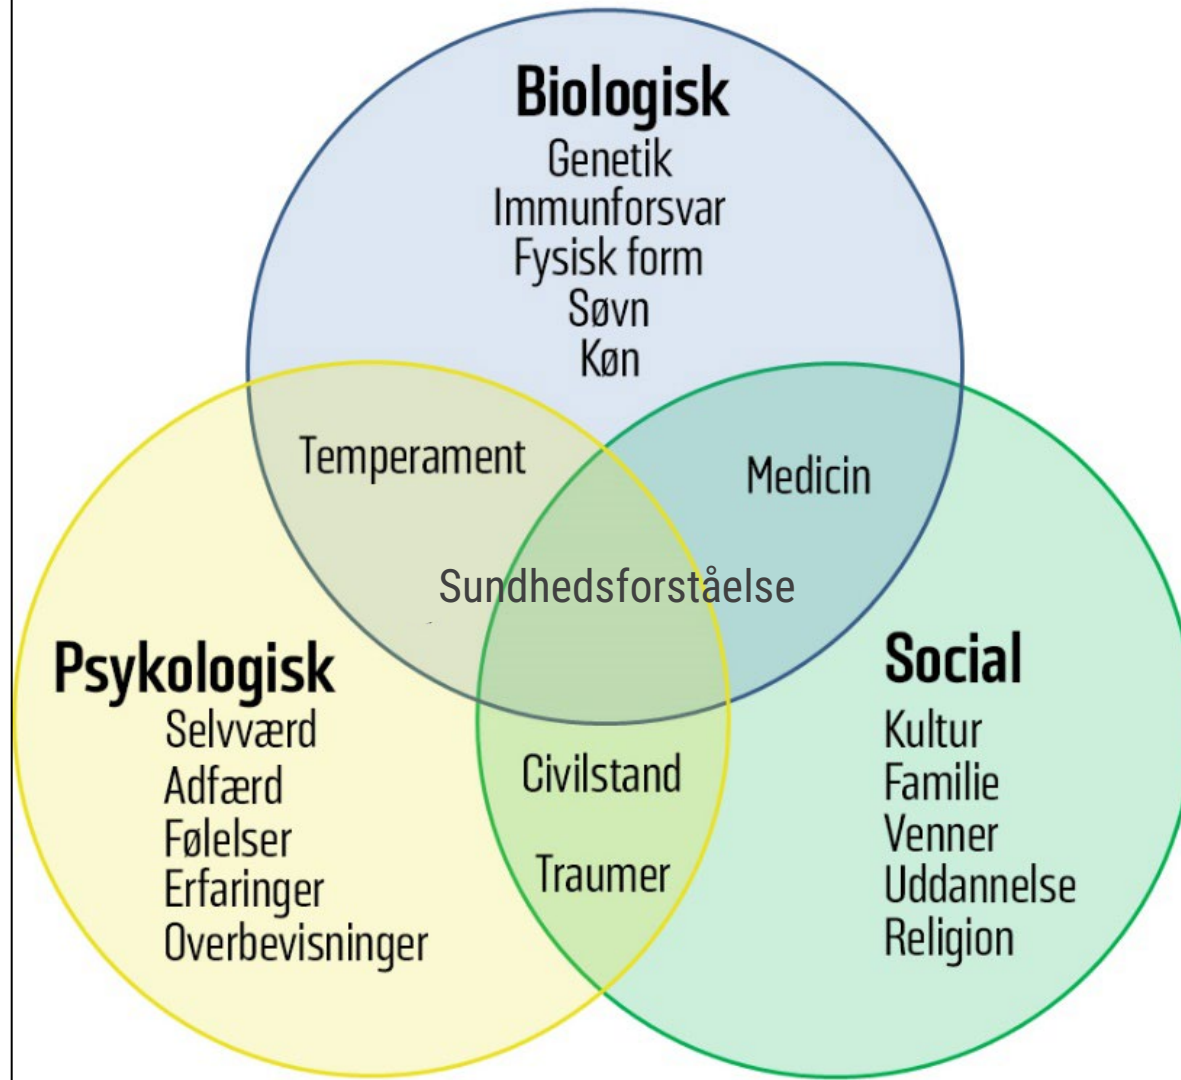 Biologisk
Genetik
Immunforsvar
Fysisk form
Søvn
Køn
Temperament
Medicin
Sundhedsforståelse
Psykologisk
Selvværd
Adfærd
Følelser
Erfaringer
Overbevisninger
Civilstand
Traumer
Social
Kultur
Familie
Venner
Uddannelse
Religion